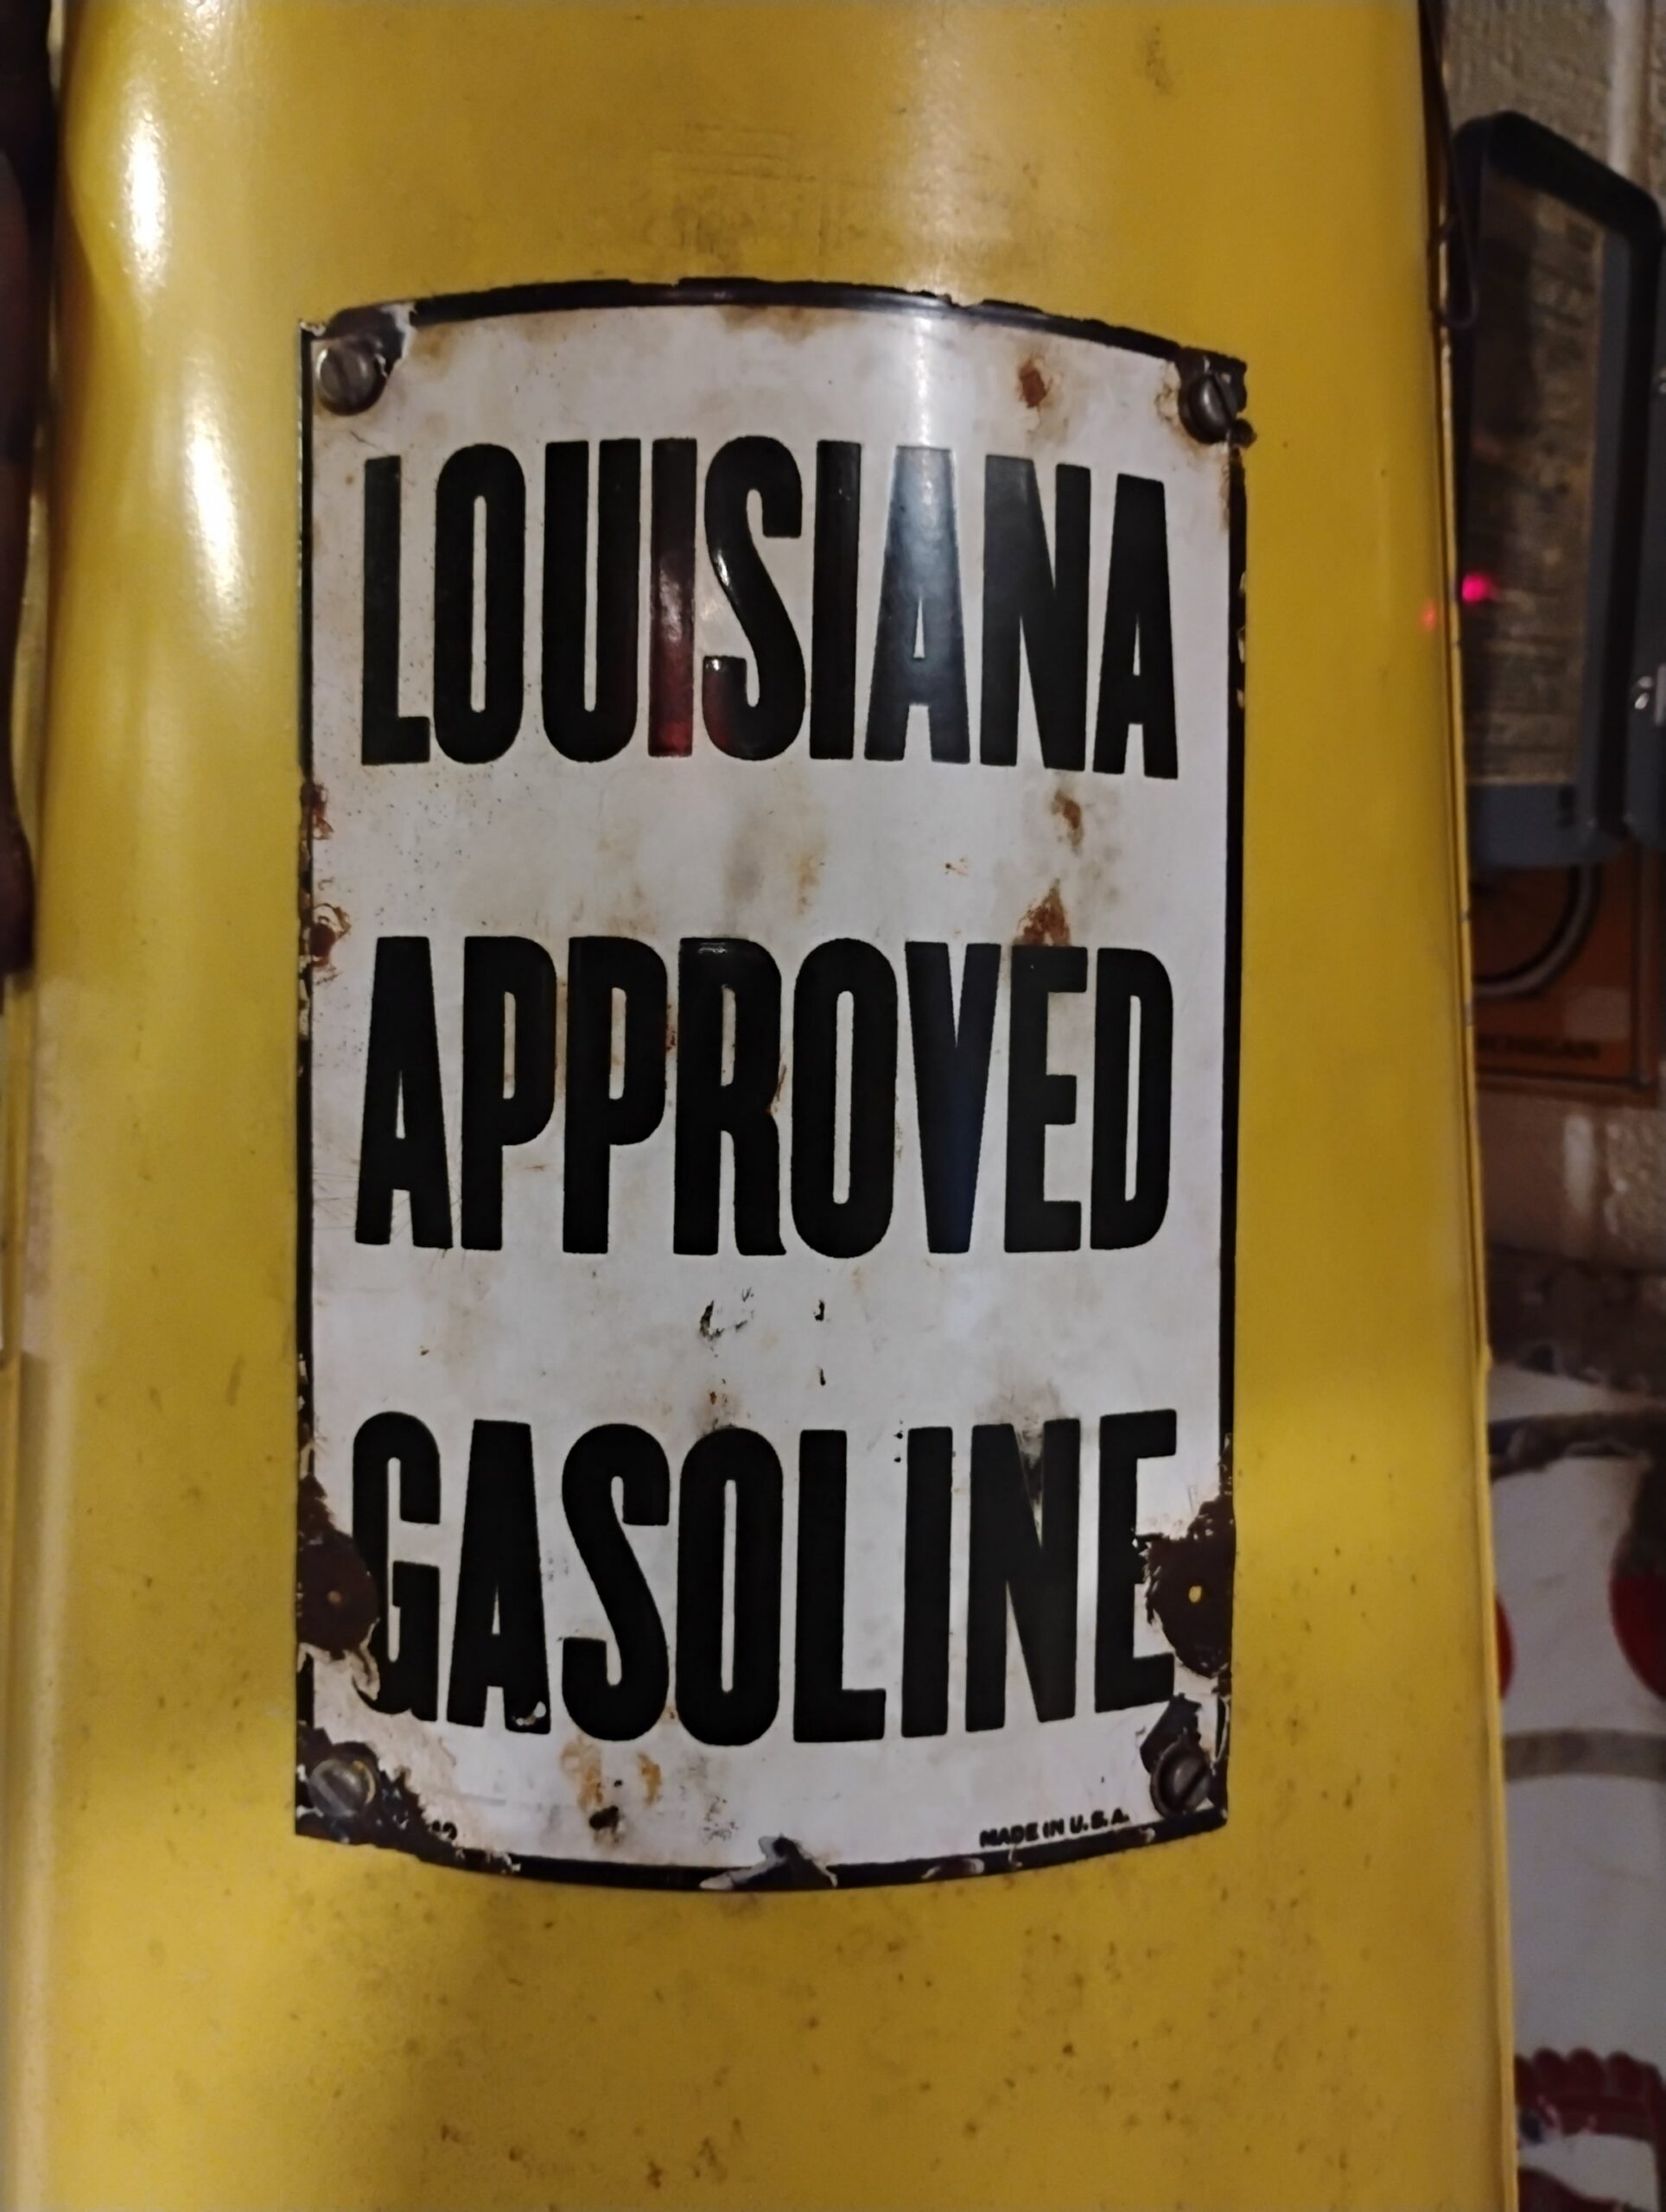 LOUISIANA
APPROVED
GASOLINE
MADE IN U.S.A.